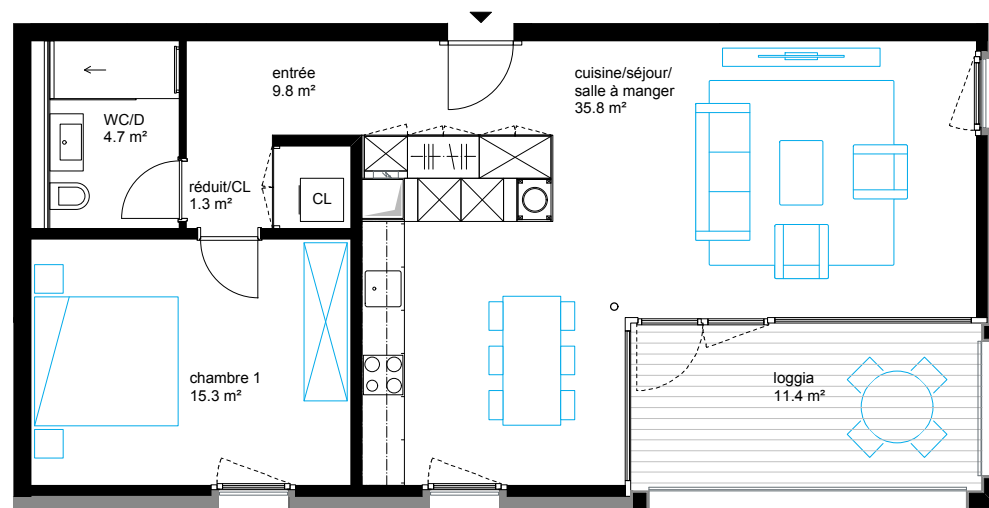 entrée
9.8 m²
cuisine/séjour/
salle à manger
35.8 m²
WC/D
4.7 m²
réduit/CL
1.3 m²
CL
chambre 1
15.3 m²
loggia
11.4 m²